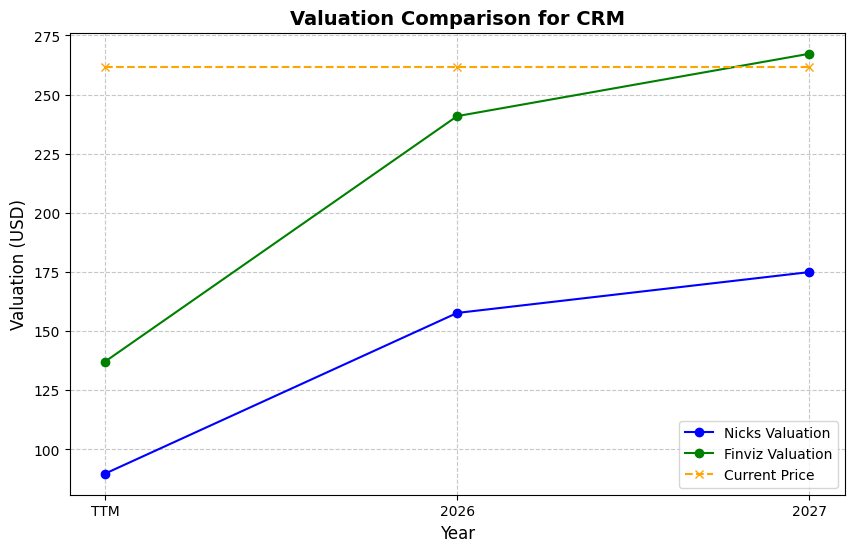 Valuation Comparison for CRM
Valuation (USD)
275
250
225
200
175
150
125
100
TTM
2026
2027
Year
Nicks Valuation
Finviz Valuation
Current Price